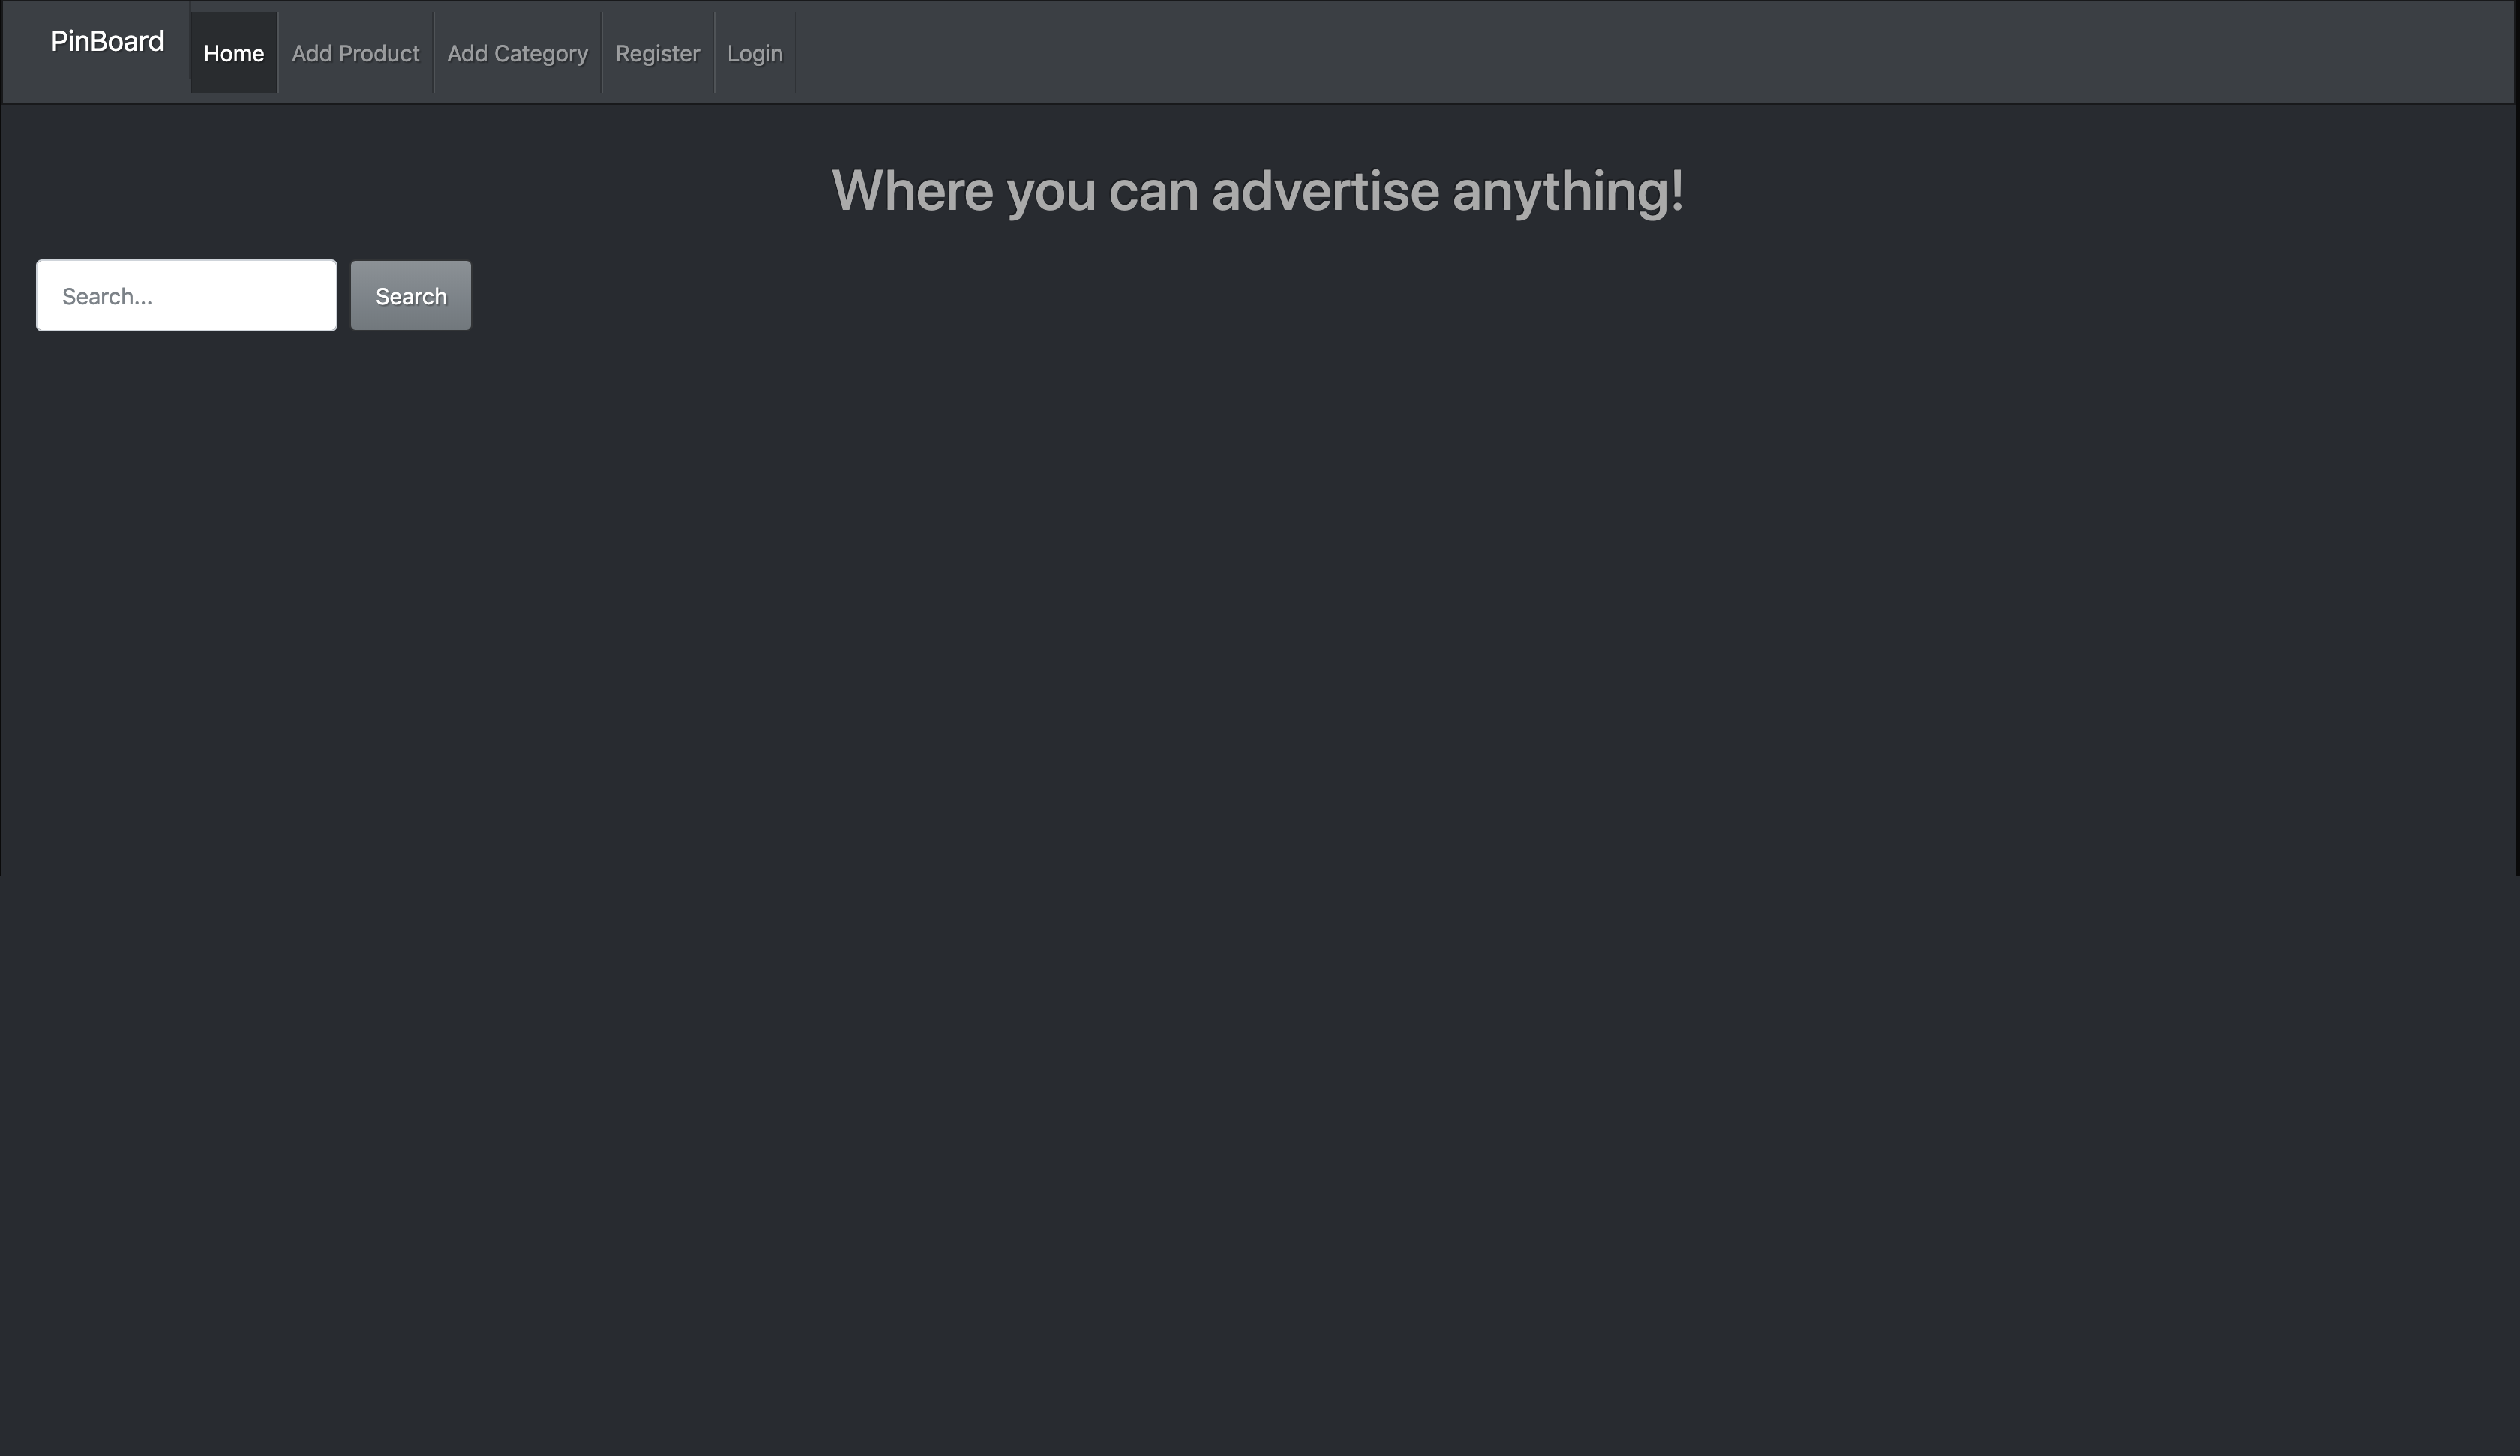 PinBoard Home Add Product Add Category Register Login
Where you can advertise anything!
Search... Search